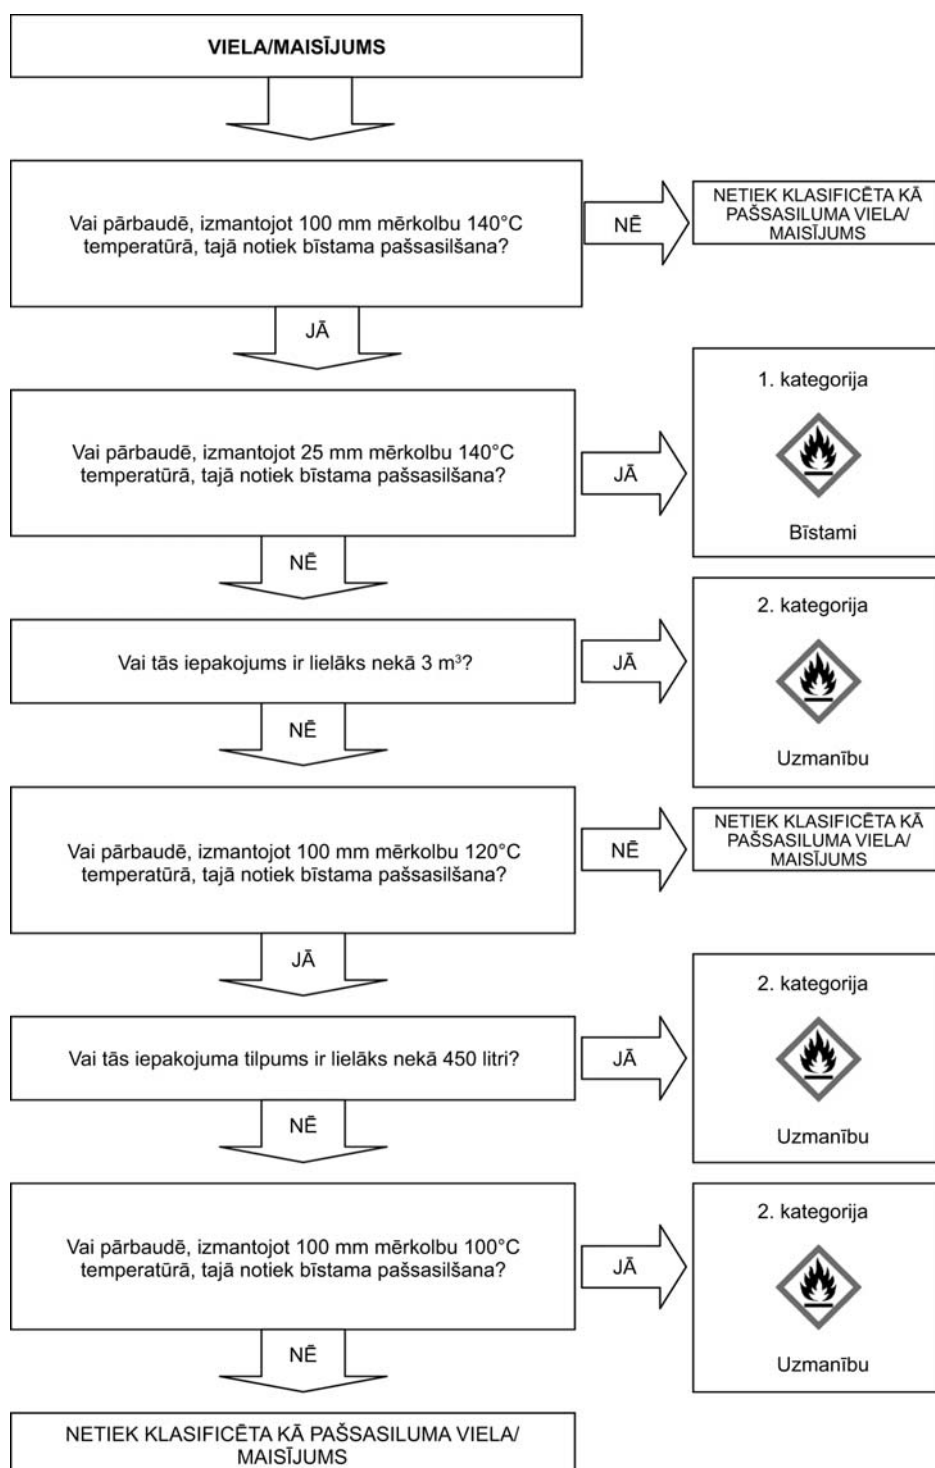 VIELA/MAISĪJUMS
Vai pārbaudē, izmantojot 100 mm mērkolbu 140°C
temperatūrā, tajā notiek bīstama pašsasilšana?
NĒ
NETIEK KLASIFICĒTA KĀ
PAŠSASILUMA VIELA/
MAISĪJUMS
JĀ
Vai pārbaudē, izmantojot 25 mm mērkolbu 140°C
temperatūrā, tajā notiek bīstama pašsasilšana?
JĀ
1. kategorija
Bīstami
NĒ
Vai tās iepakojums ir lielāks nekā 3 m³?
JĀ
2. kategorija
Uzmanību
NĒ
Vai pārbaudē, izmantojot 100 mm mērkolbu 120°C
temperatūrā, tajā notiek bīstama pašsasilšana?
NĒ
NETIEK KLASIFICĒTA KĀ
PAŠSASILUMA VIELA/
MAISĪJUMS
JĀ
Vai tās iepakojuma tilpums ir lielāks nekā 450 litri?
JĀ
2. kategorija
Uzmanību
NĒ
Vai pārbaudē, izmantojot 100 mm mērkolbu 100°C
temperatūrā, tajā notiek bīstama pašsasilšana?
JĀ
2. kategorija
Uzmanību
NĒ
NETIEK KLASIFICĒTA KĀ PAŠSASILUMA VIELA/
MAISĪJUMS